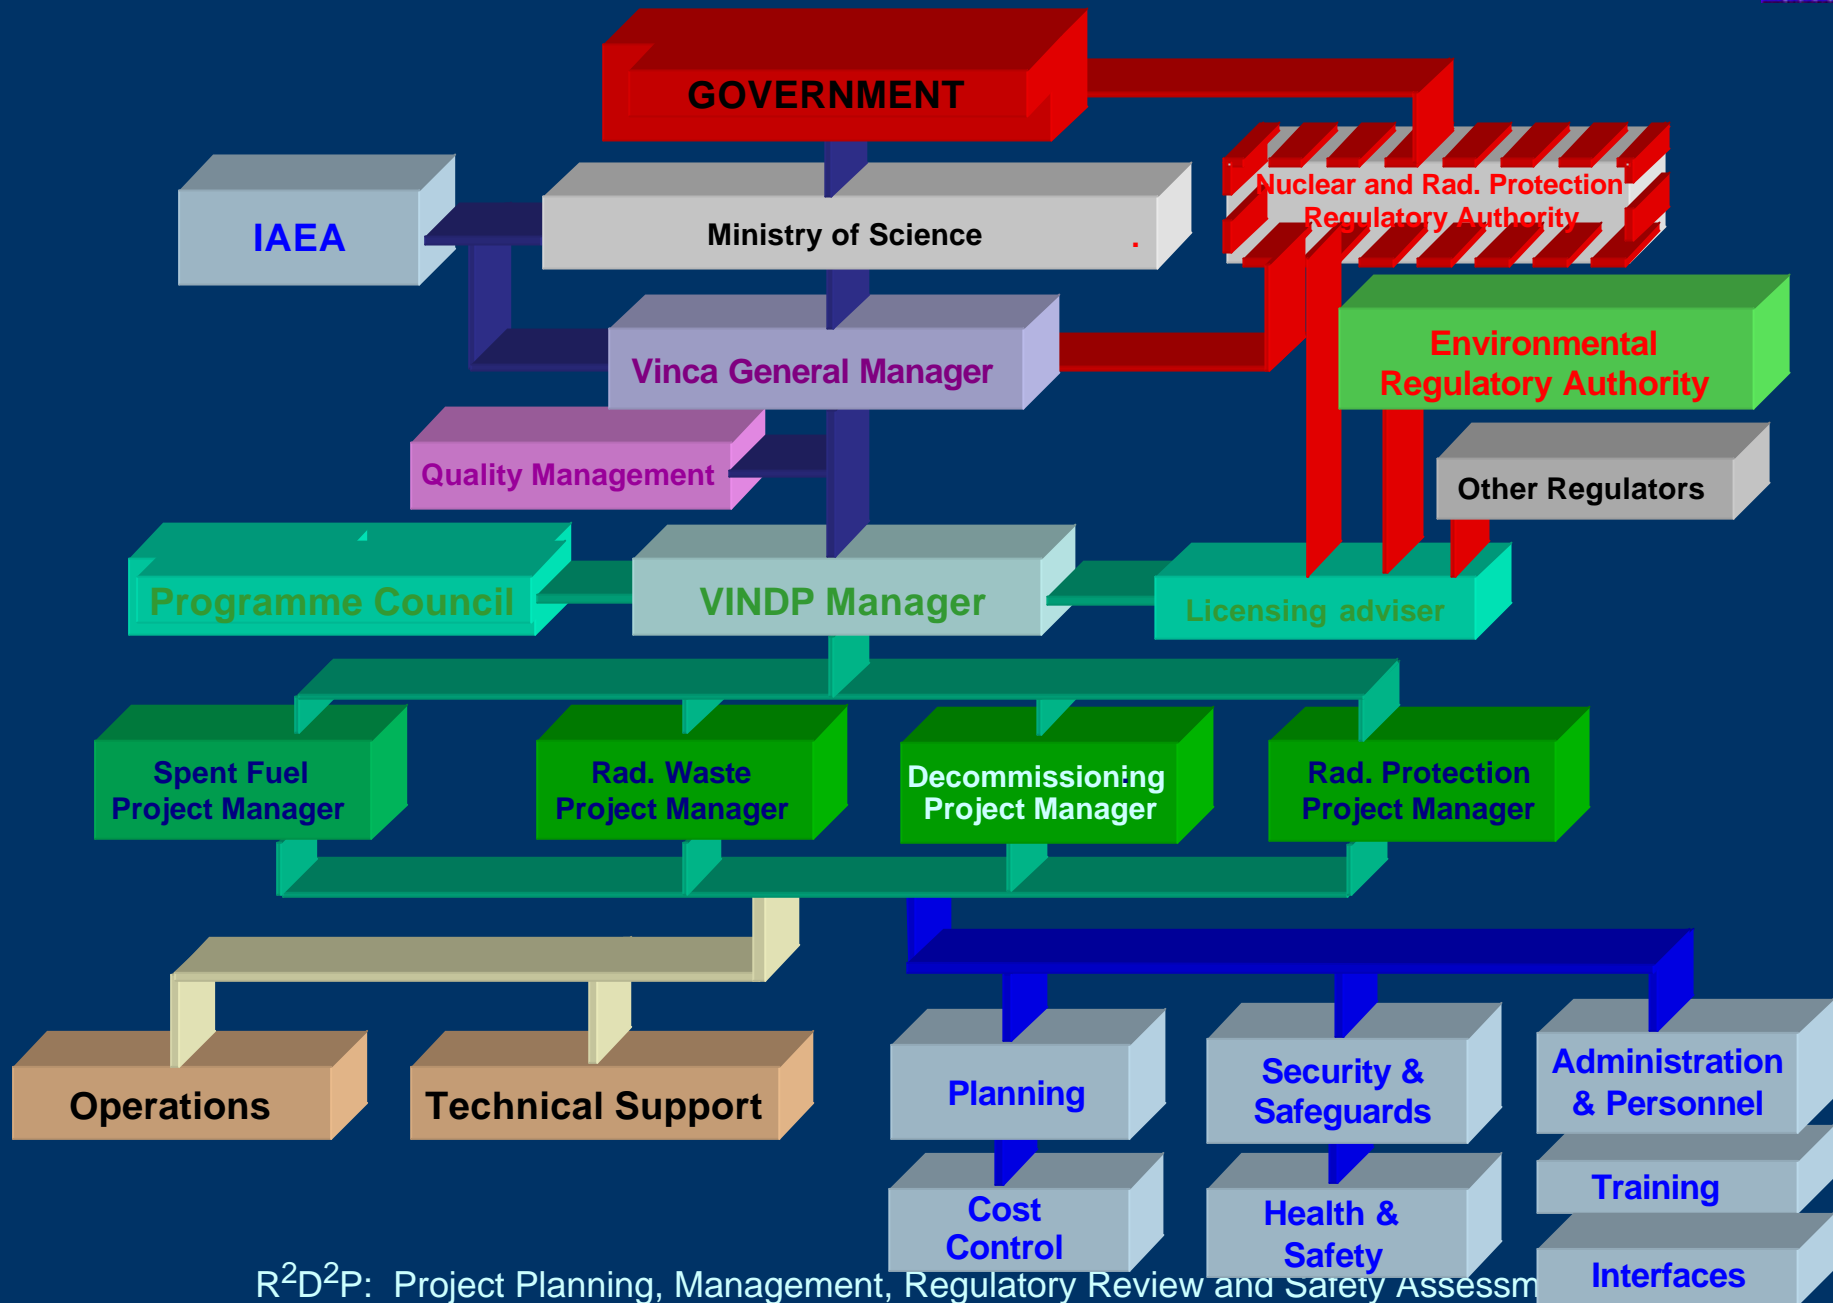 GOVERNMENT
Nuclear and Rad. Protection
Regulatory Authority
IAEA
Ministry of Science .
Environmental
Regulatory Authority
Vinca General Manager
Quality Management
Other Regulators
Programme Council
VINDP Manager
Licensing adviser
Spent Fuel
Project Manager
Rad. Waste
Project Manager
Decommissioning
Project Manager
Rad. Protection
Project Manager
Operations
Technical Support
Planning
Security &
Safeguards
Administration
& Personnel
Cost
Control
Health &
Safety
Training
Interfaces
R²D²P: Project Planning, Management, Regulatory Review and Safety Assessm